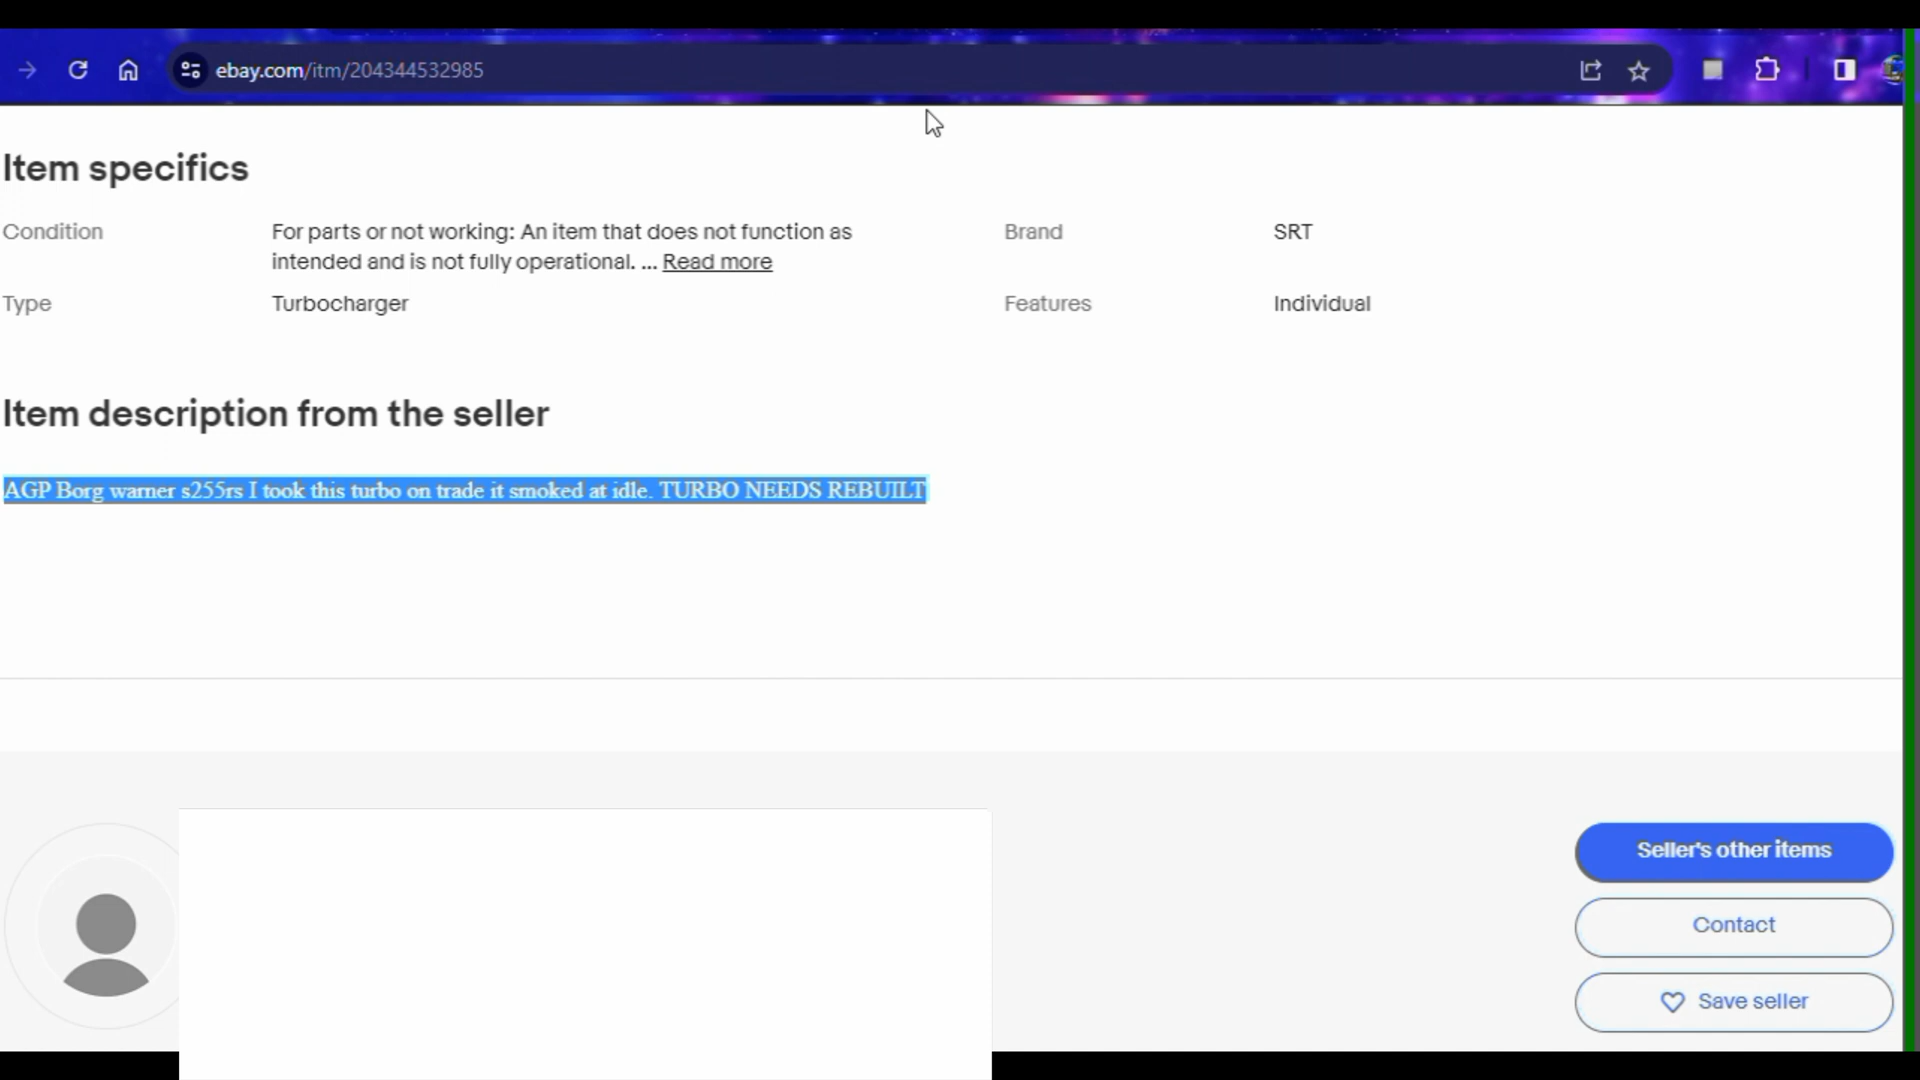 ebay.com/itm/204344532985
Item specifics
Condition
For parts or not working: An item that does not function as
intended and is not fully operational. ... Read more
Brand
SRT
Type
Turbocharger
Features
Individual
Item description from the seller
AGP Borg warner s255rs I took this turbo on trade it smoked at idle. TURBO NEEDS REBUILT
Seller's other items
Contact
Save seller